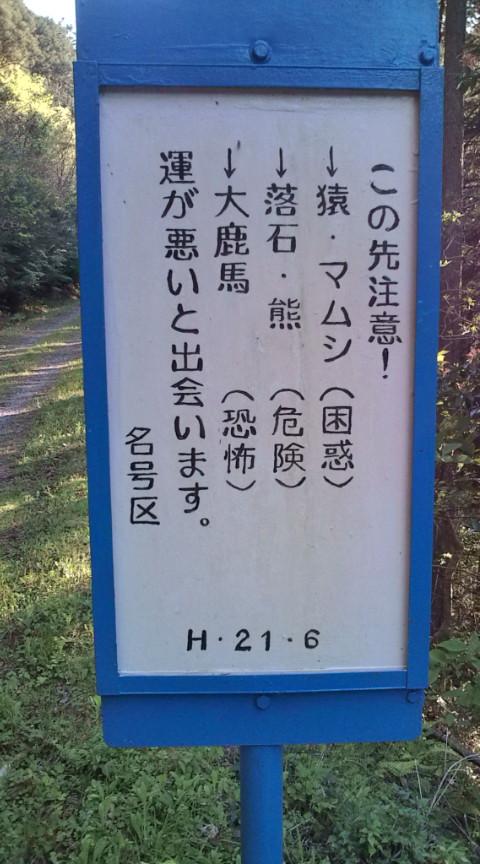 この先注意！
↓猿・マムシ（困惑）
↓落石・熊（危険）
↓大鹿馬（恐怖）
運が悪いと出会います。
名号区
H・21・6